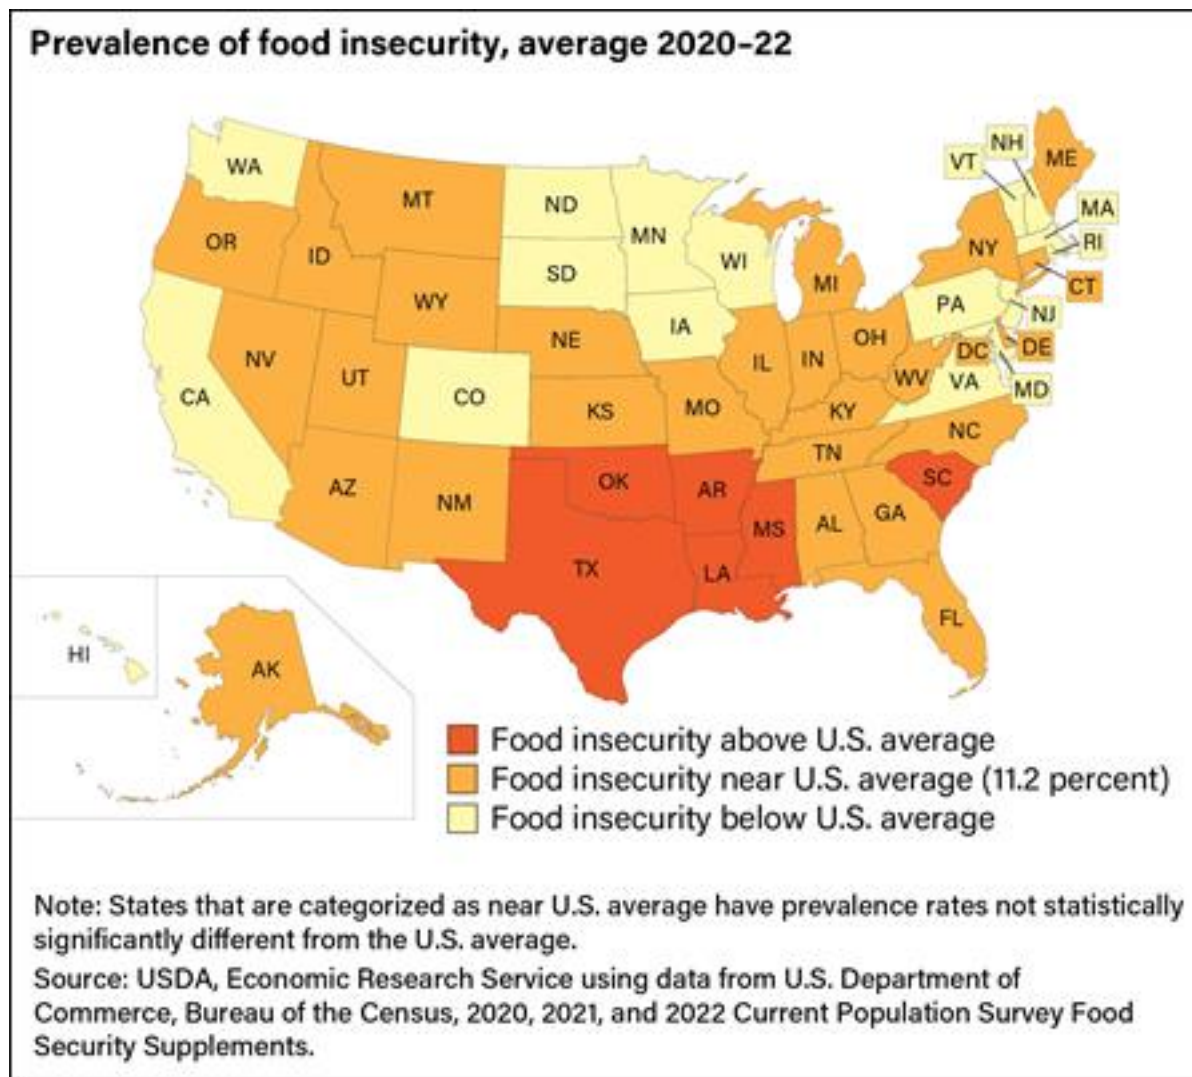 Prevalence of food insecurity, average 2020–22
WA
MT
ND
MN
VT
NH
ME
OR
ID
SD
WI
MI
NY
MA
RI
CT
WY
IA
PA
NJ
NV
UT
CO
NE
IL
IN
OH
DC
DE
CA
KS
MO
KY
WV
VA
MD
AZ
NM
OK
AR
TN
NC
SC
TX
LA
MS
AL
GA
FL
HI
AK
Food insecurity above U.S. average
Food insecurity near U.S. average (11.2 percent)
Food insecurity below U.S. average
Note: States that are categorized as near U.S. average have prevalence rates not statistically
significantly different from the U.S. average.
Source: USDA, Economic Research Service using data from U.S. Department of
Commerce, Bureau of the Census, 2020, 2021, and 2022 Current Population Survey Food
Security Supplements.